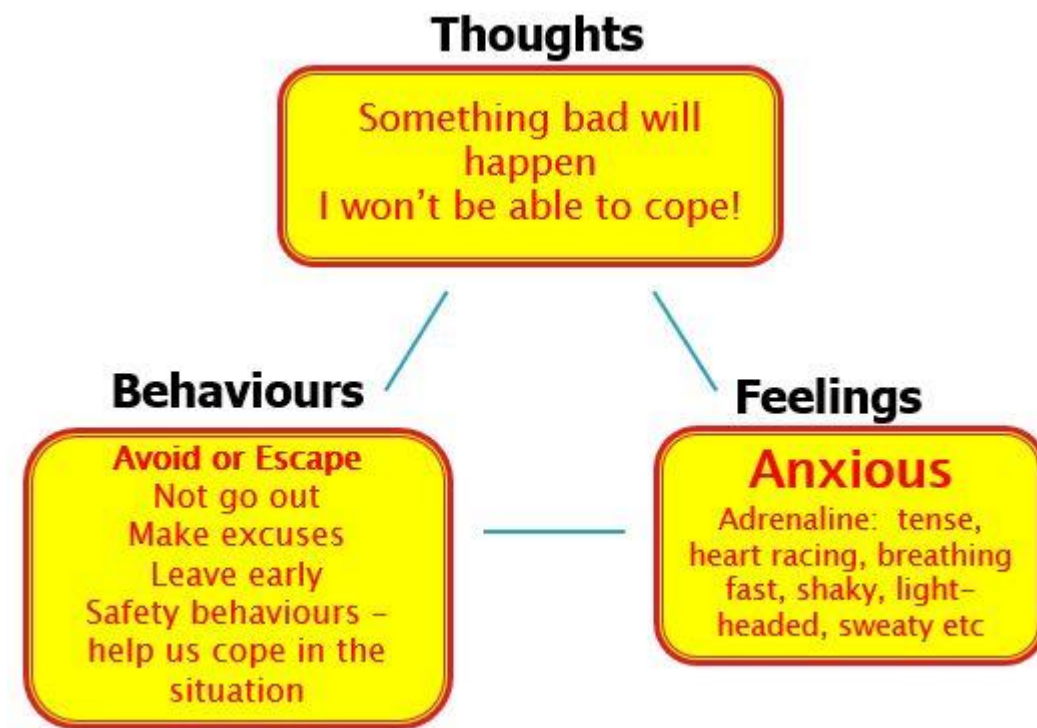 Thoughts
Something bad will
happen
I won't be able to cope!
Behaviours
Avoid or Escape
Not go out
Make excuses
Leave early
Safety behaviours –
help us cope in the
situation
Feelings
Anxious
Adrenaline: tense,
heart racing, breathing
fast, shaky, light-
headed, sweaty etc